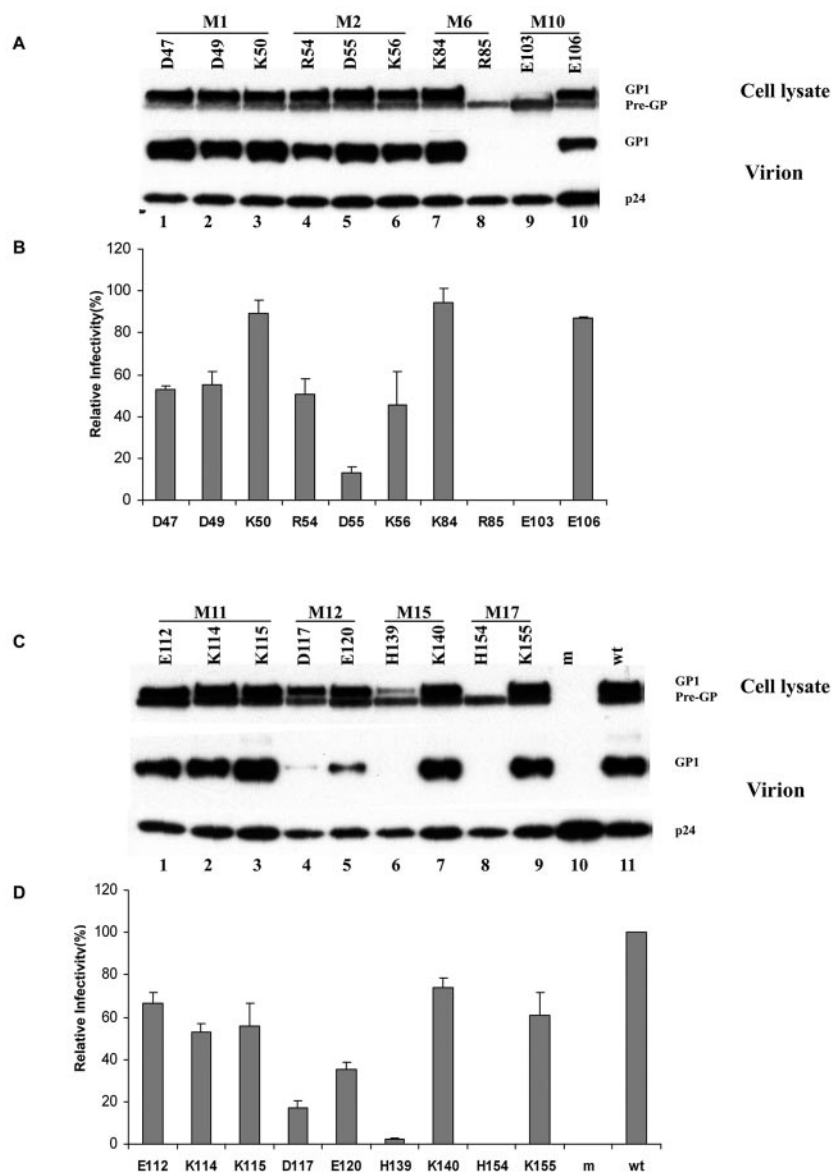 A
M1 M2 M6 M10
D47 D49 K50 R54 D55 K56 K84 R85 E103 E106
GP1
Pre-GP
Cell lysate
GP1
Virion
p24
1 2 3 4 5 6 7 8 9 10
B
Relative Infectivity(%)
120
100
80
60
40
20
0
D47 D49 K50 R54 D55 K56 K84 R85 E103 E106
C
M11 M12 M15 M17
E112 K114 K115 D117 E120 H139 K140 H154 K155 m wt
GP1
Pre-GP
Cell lysate
GP1
Virion
p24
1 2 3 4 5 6 7 8 9 10 11
D
Relative Infectivity(%)
120
100
80
60
40
20
0
E112 K114 K115 D117 E120 H139 K140 H154 K155 m wt